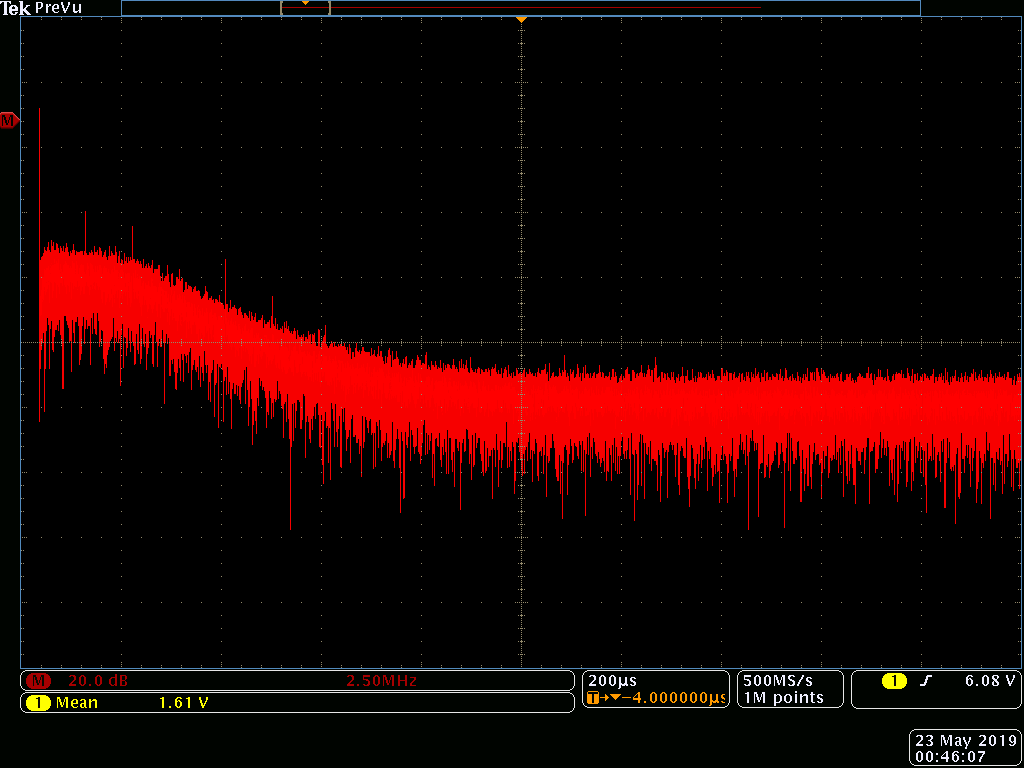 Tek PreVu
M
M 20.0 dB 2.50MHz
1 Mean 1.61 V
200µs
T→▼−4.000000µs
500MS/s
1M points
1 6.08 V
23 May 2019
00:46:07